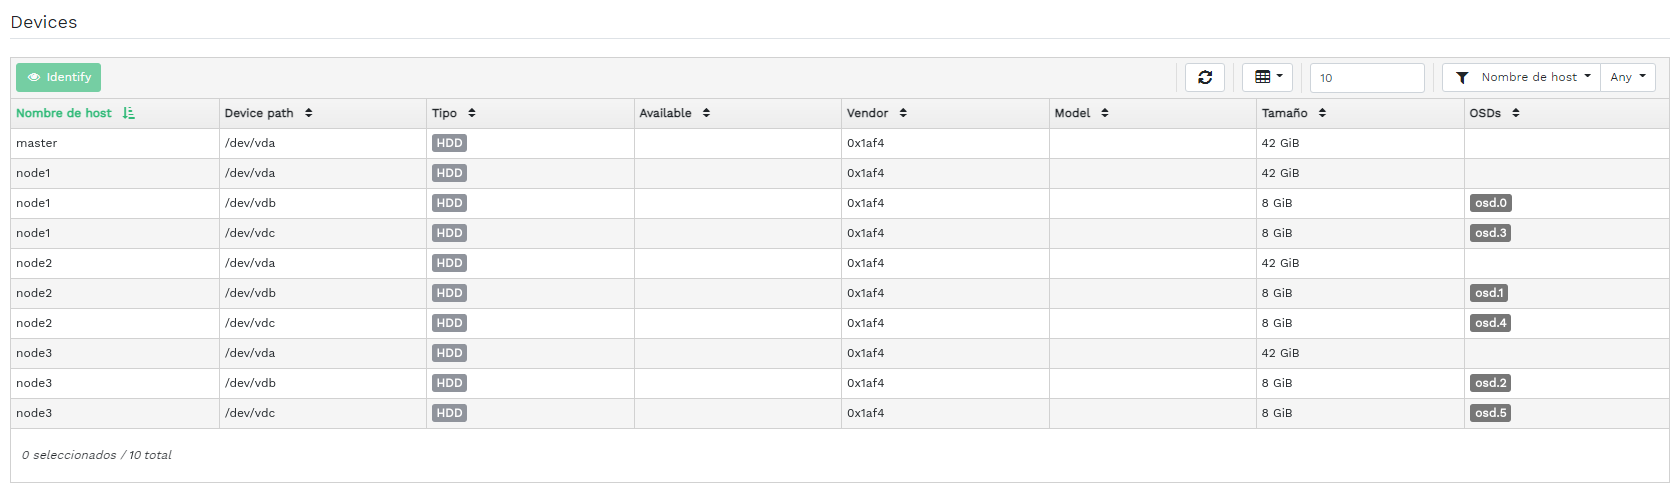 Devices
Identify 10 Nombre de host Any
Nombre de host Device path Tipo Available Vendor Model Tamaño OSDs
master /dev/vda HDD 0x1af4 42 GiB
node1 /dev/vda HDD 0x1af4 42 GiB
node1 /dev/vdb HDD 0x1af4 8 GiB osd.0
node1 /dev/vdc HDD 0x1af4 8 GiB osd.3
node2 /dev/vda HDD 0x1af4 42 GiB
node2 /dev/vdb HDD 0x1af4 8 GiB osd.1
node2 /dev/vdc HDD 0x1af4 8 GiB osd.4
node3 /dev/vda HDD 0x1af4 42 GiB
node3 /dev/vdb HDD 0x1af4 8 GiB osd.2
node3 /dev/vdc HDD 0x1af4 8 GiB osd.5
0 seleccionados / 10 total